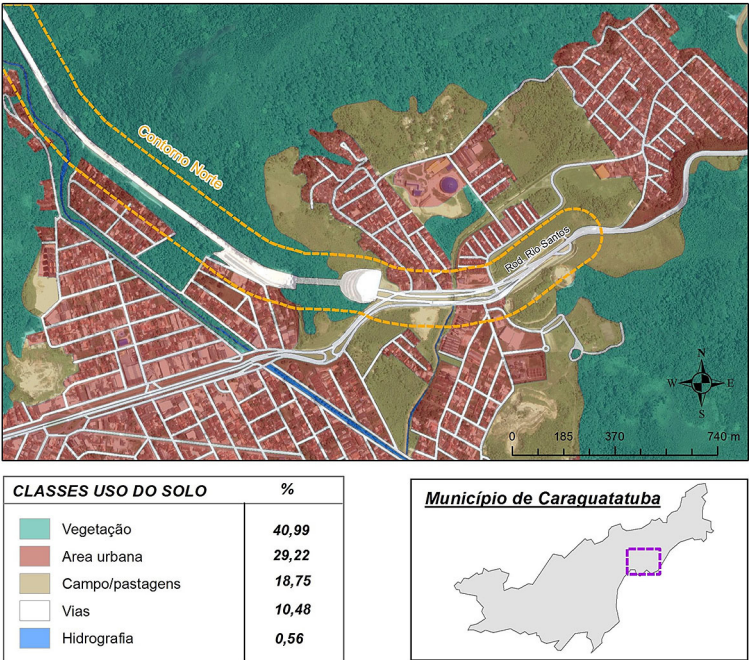 Contorno Norte
Rod. Rio Santos
N
W E
S
0 185 370 740 m
CLASSES USO DO SOLO %
Vegetação 40,99
Area urbana 29,22
Campo/pastagens 18,75
Vias 10,48
Hidrografia 0,56
Município de Caraguatatuba